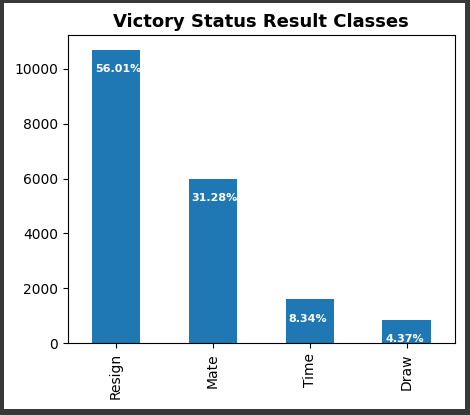 Victory Status Result Classes
10000
8000
6000
4000
2000
0
56.01%
31.28%
8.34%
4.37%
Resign
Mate
Time
Draw